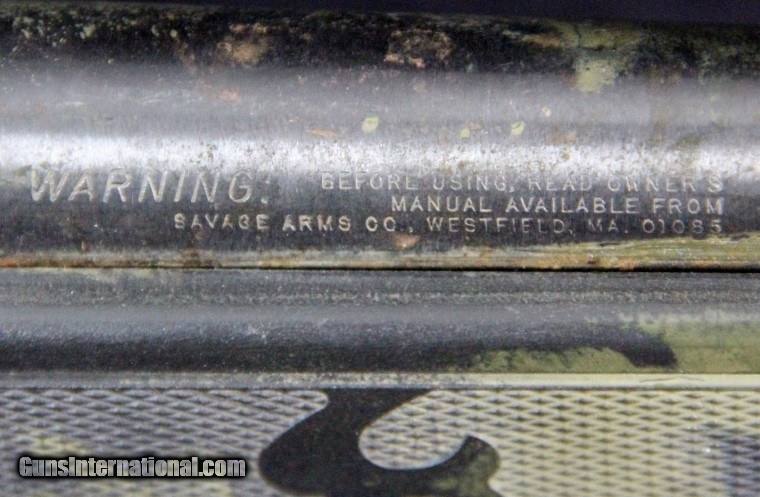 WARNING: BEFORE USING, READ OWNER'S
MANUAL AVAILABLE FROM
SAVAGE ARMS CO., WESTFIELD, MA. 01085
GunsInternational.com